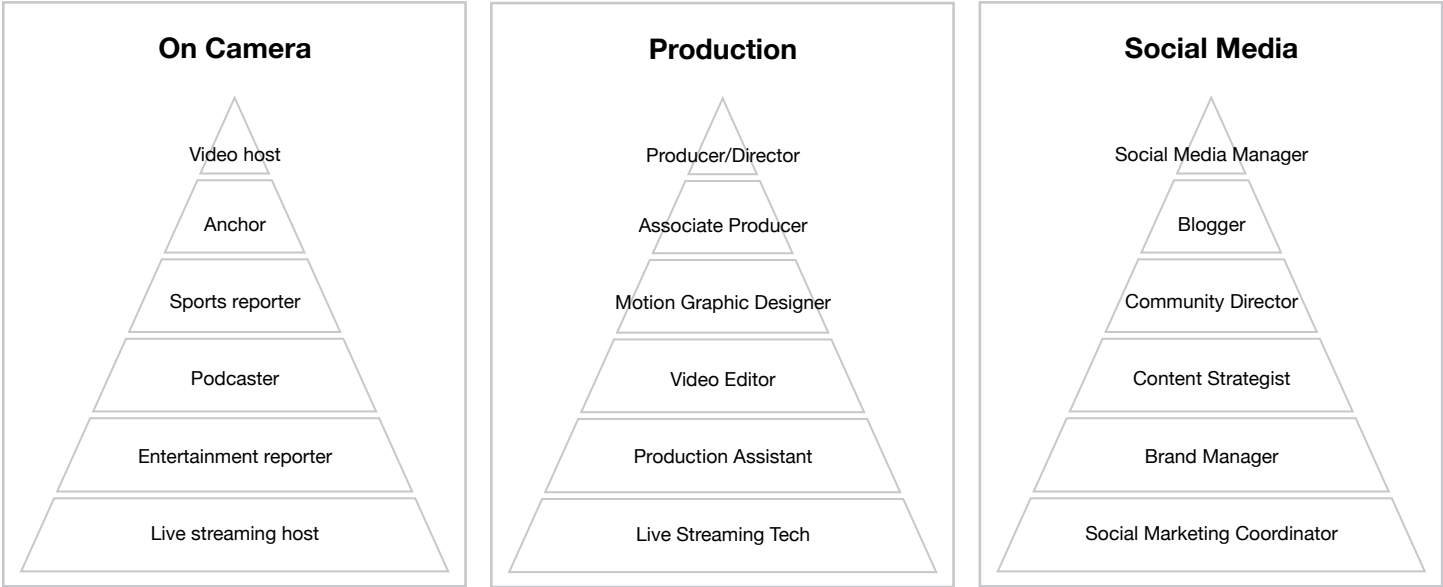 On Camera
Video host
Anchor
Sports reporter
Podcaster
Entertainment reporter
Live streaming host
Production
Producer/Director
Associate Producer
Motion Graphic Designer
Video Editor
Production Assistant
Live Streaming Tech
Social Media
Social Media Manager
Blogger
Community Director
Content Strategist
Brand Manager
Social Marketing Coordinator